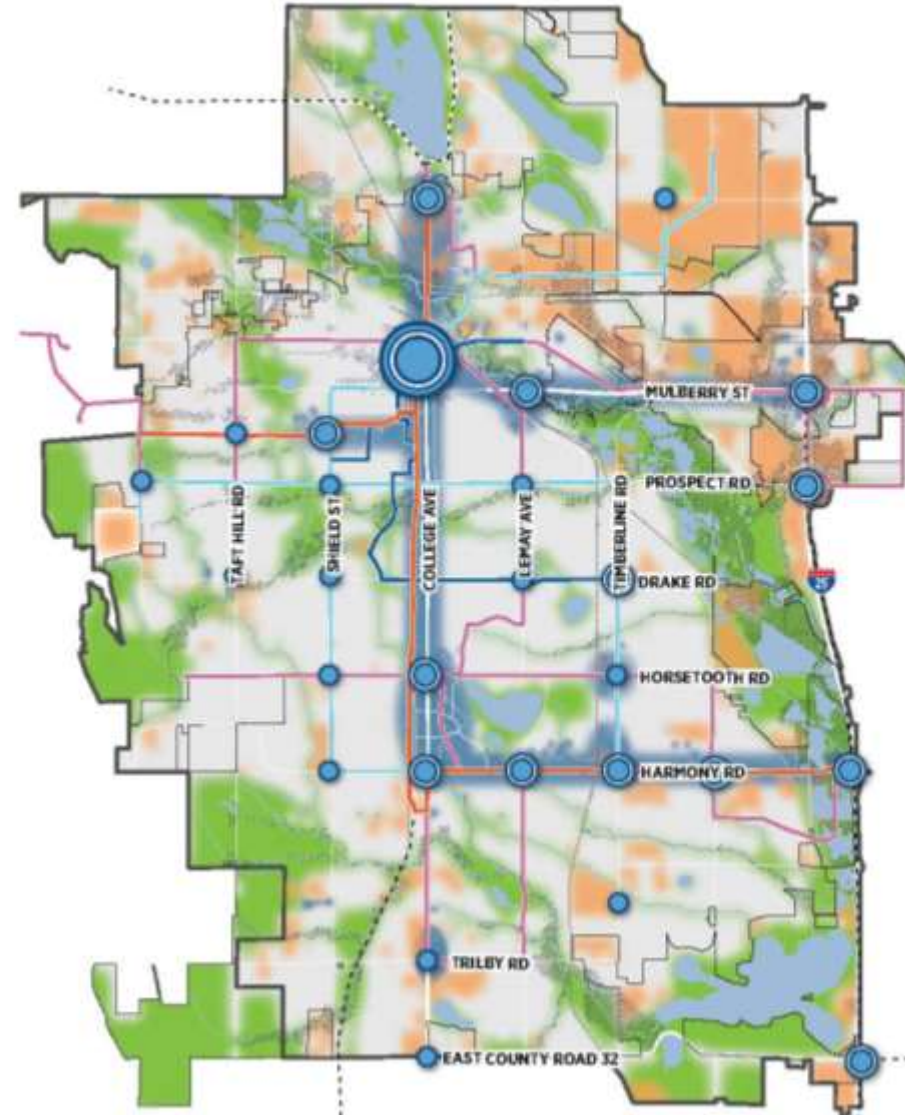 MULBERRY ST
PROSPECT RD
TAFT HILL RD
SHIELD ST
COLLEGE AVE
LEMAY AVE
TIMBERLINE RD
DRAKE RD
25
HORSETOOTH RD
HARMONY RD
TRILBY RD
EAST COUNTY ROAD 32